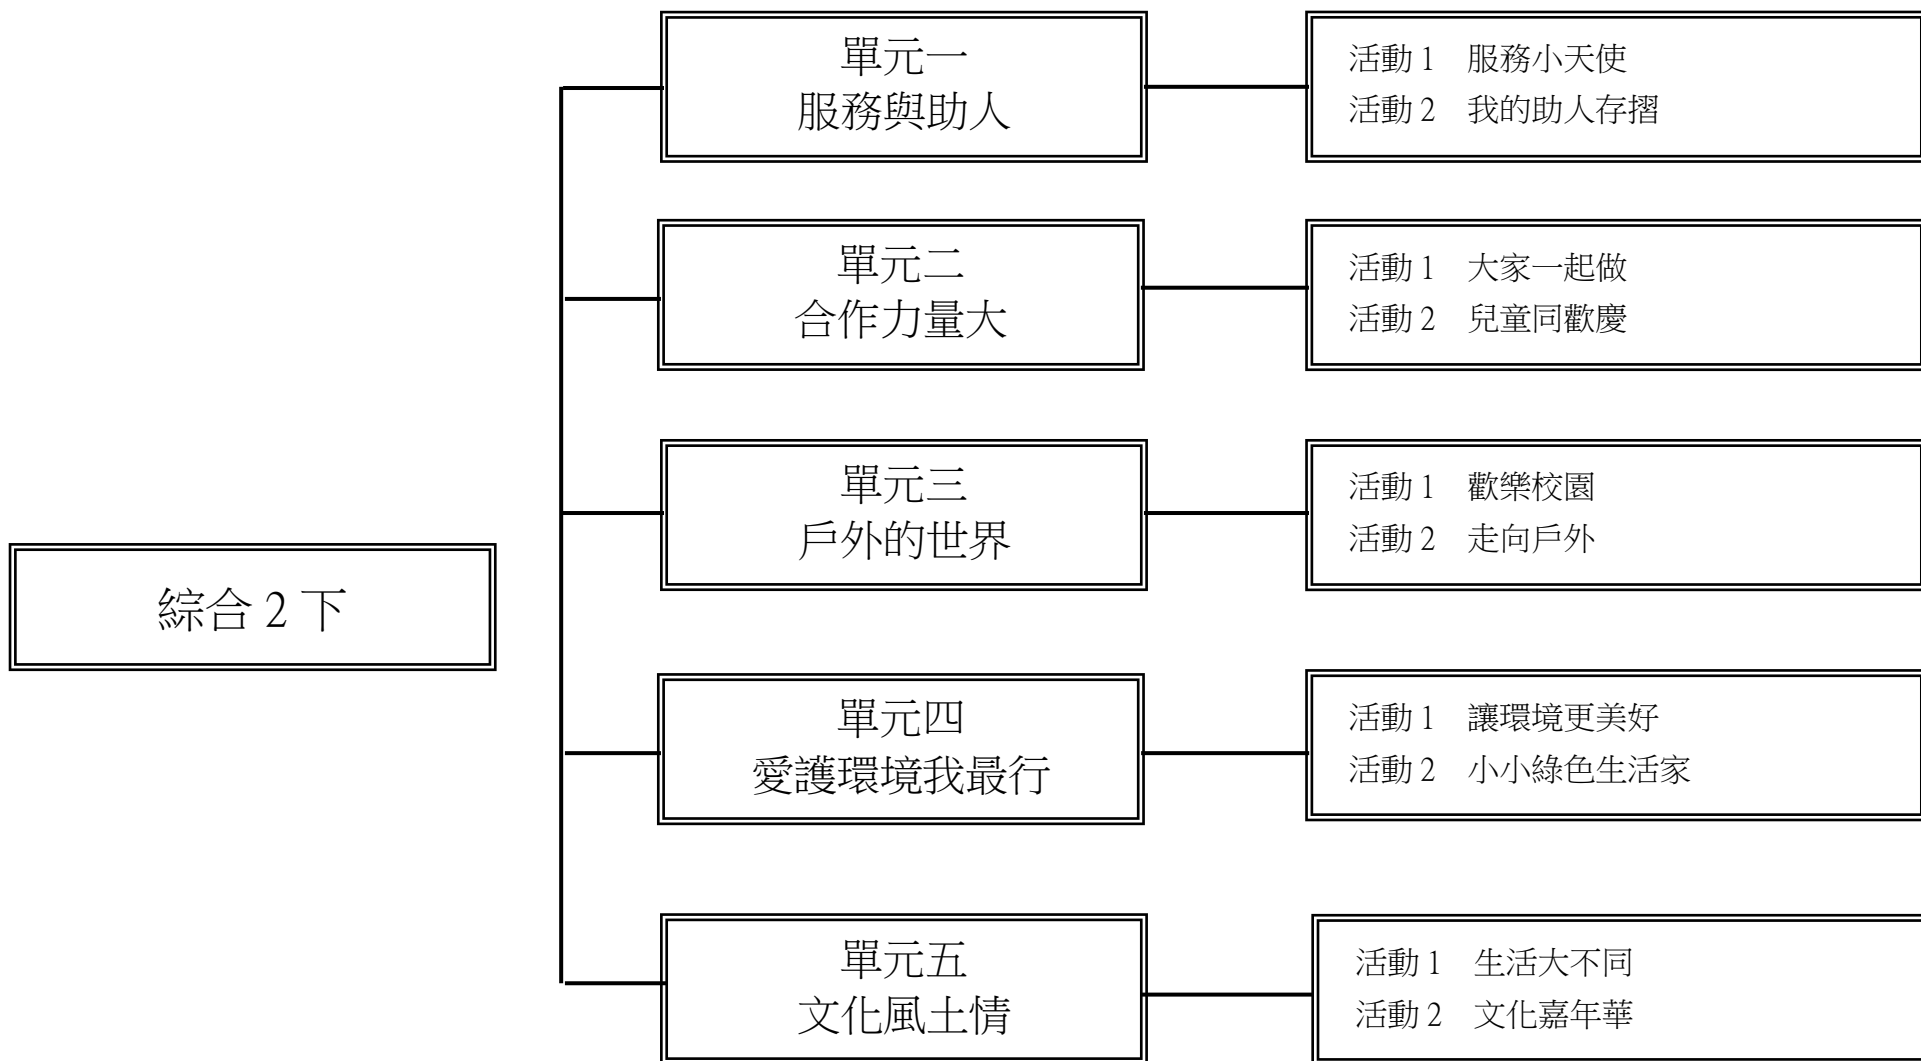 綜合 2 下
單元一
服務與助人
活動 1　服務小天使
活動 2　我的助人存摺
單元二
合作力量大
活動 1　大家一起做
活動 2　兒童同歡慶
單元三
戶外的世界
活動 1　歡樂校園
活動 2　走向戶外
單元四
愛護環境我最行
活動 1　讓環境更美好
活動 2　小小綠色生活家
單元五
文化風土情
活動 1　生活大不同
活動 2　文化嘉年華